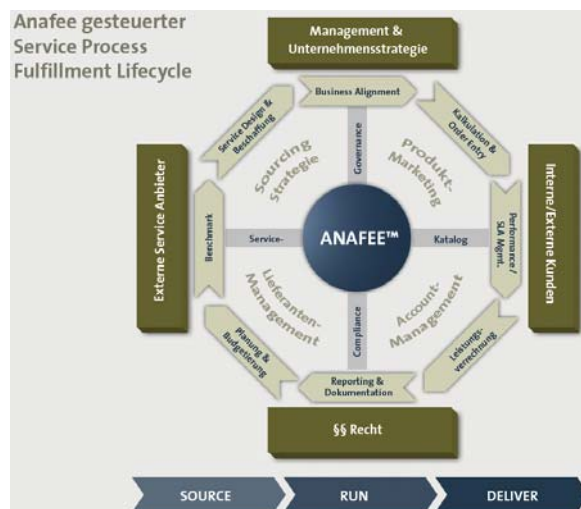 Anafee gesteuerter
Service Process
Fulfillment Lifecycle
Management &
Unternehmensstrategie
Business Alignment
Service Design &
Beschaffung
Kalkulation &
Order Entry
Sourcing
Strategie
Governance
Produkt-
Marketing
Externe Service Anbieter
Benchmark
Service-
ANAFEE™
Katalog
Performance /
SLA Mgmt.
Interne/Externe Kunden
Lieferanten-
Management
Compliance
Account-
Management
Planung &
Budgetierung
Leistungs-
verrechnung
Reporting &
Dokumentation
§§ Recht
SOURCE
RUN
DELIVER